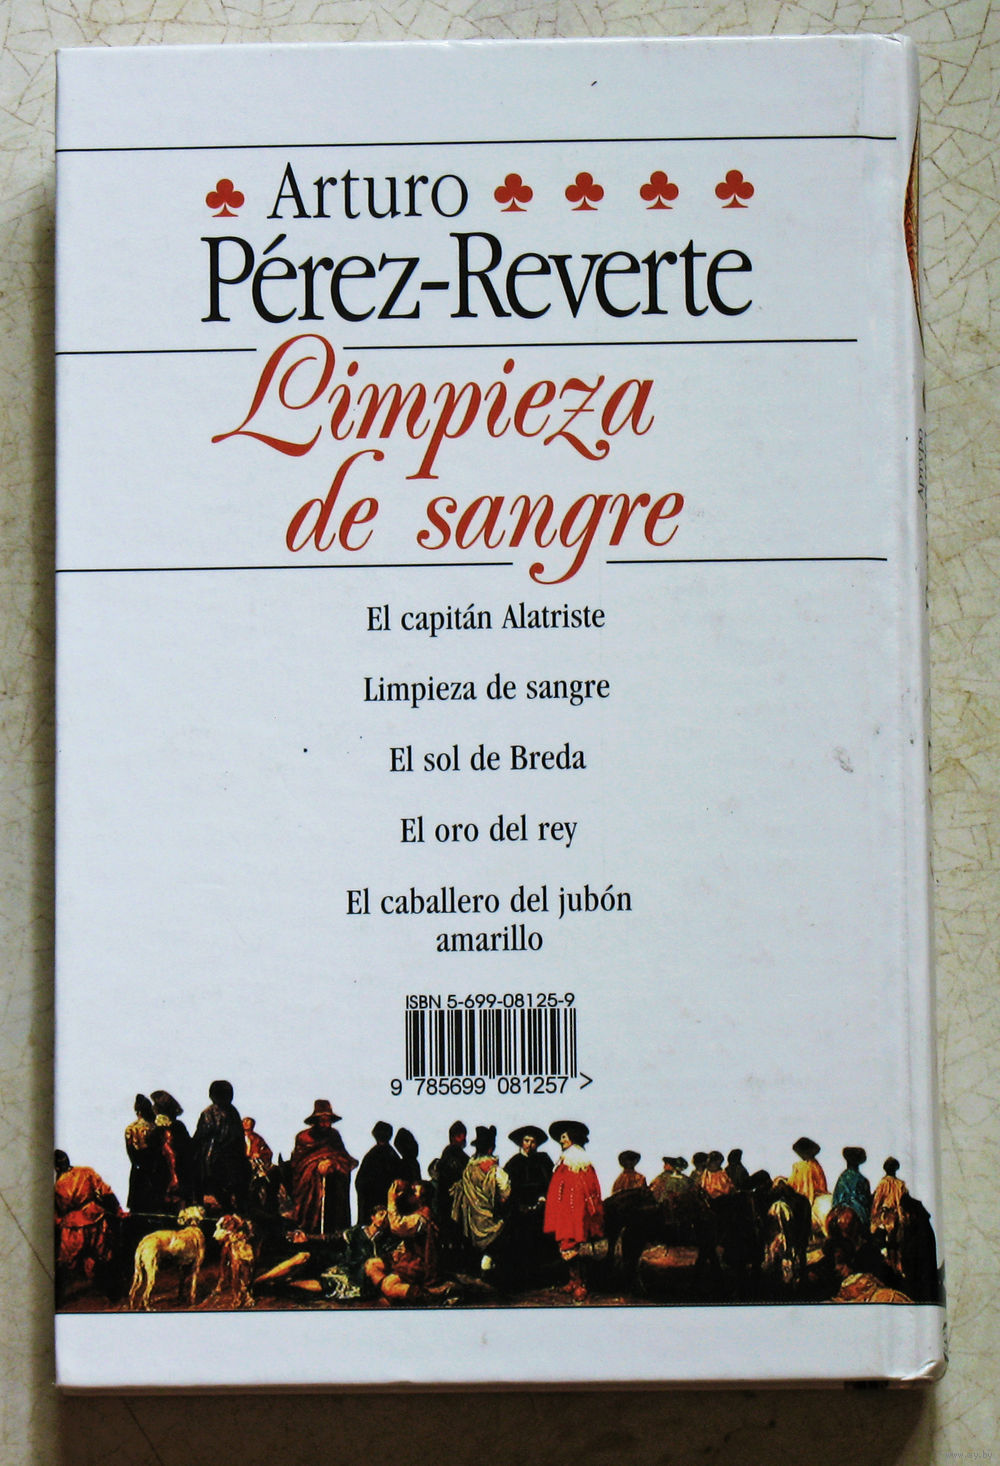 Arturo
Pérez-Reverte
Limpieza
de sangre
El capitán Alatriste
Limpieza de sangre
El sol de Breda
El oro del rey
El caballero del jubón
amarillo
ISBN 5-699-08125-9
9 785699 081257 >